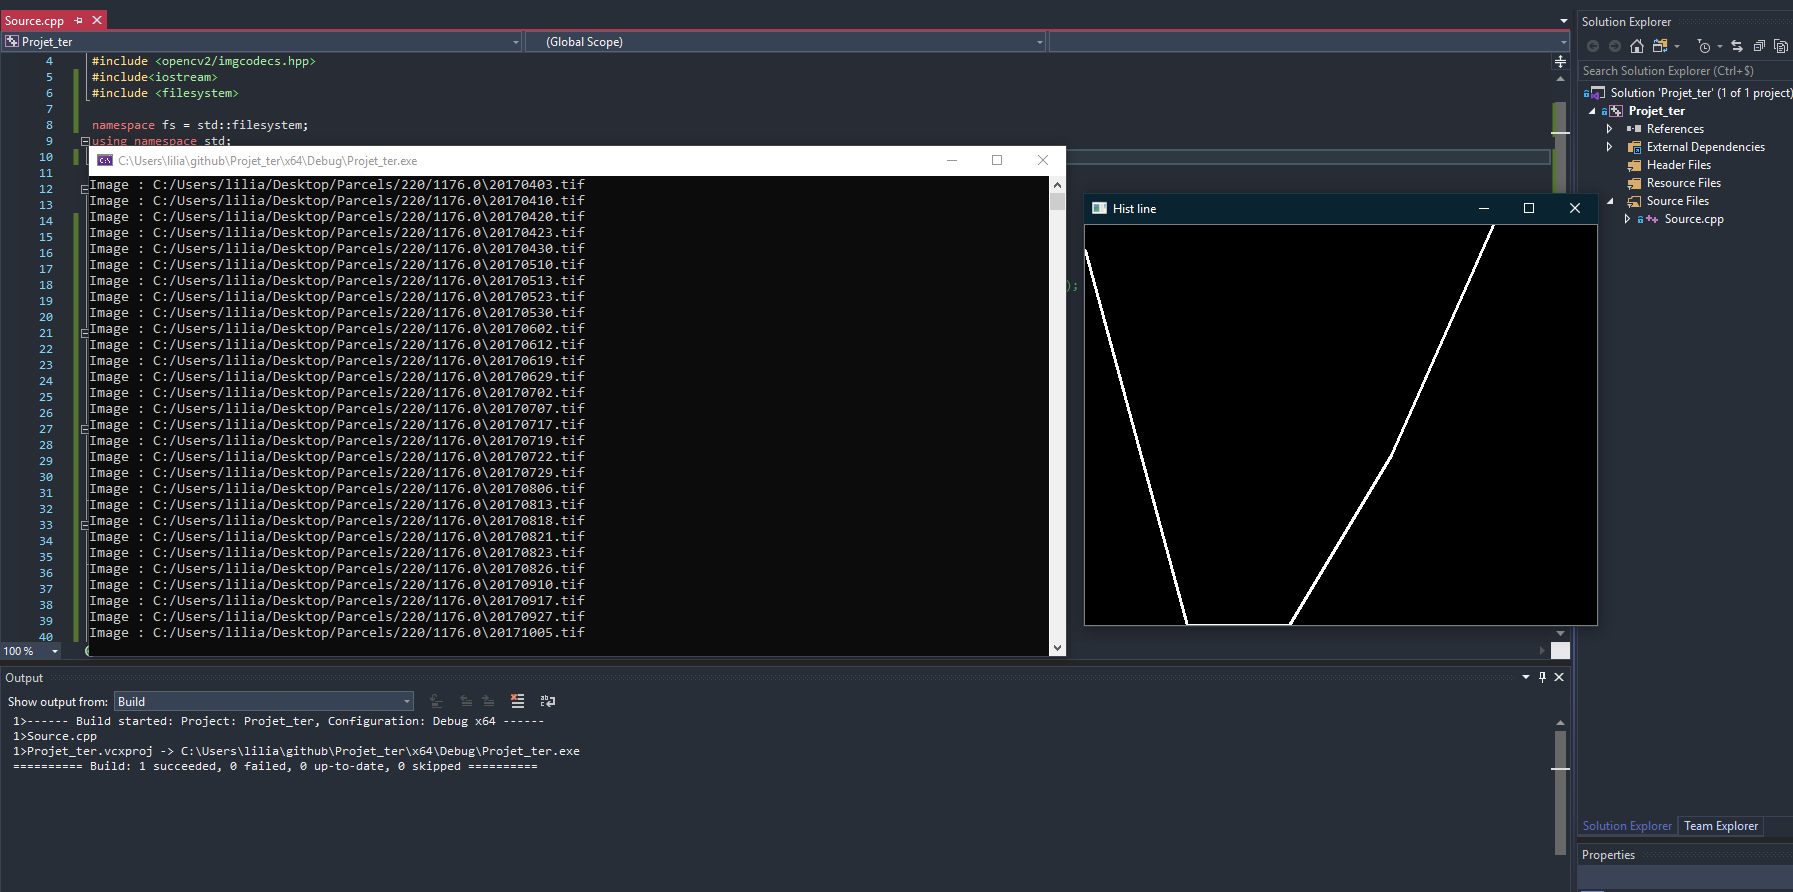 Source.cpp
Projet_ter
(Global Scope)
4 #include <opencv2/imgcodecs.hpp>
5 #include<iostream>
6 #include <filesystem>
7
8 namespace fs = std::filesystem;
9 using namespace std;
10
11
12
13
14
15
16
17
18 );
19
20
21
22
23
24
25
26
27
28
29
30
31
32
33
34
35
36
37
38
39
40
100 %
C:\Users\lilia\github\Projet_ter\x64\Debug\Projet_ter.exe
Image : C:/Users/lilia/Desktop/Parcels/220/1176.0\20170403.tif
Image : C:/Users/lilia/Desktop/Parcels/220/1176.0\20170410.tif
Image : C:/Users/lilia/Desktop/Parcels/220/1176.0\20170420.tif
Image : C:/Users/lilia/Desktop/Parcels/220/1176.0\20170423.tif
Image : C:/Users/lilia/Desktop/Parcels/220/1176.0\20170430.tif
Image : C:/Users/lilia/Desktop/Parcels/220/1176.0\20170510.tif
Image : C:/Users/lilia/Desktop/Parcels/220/1176.0\20170513.tif
Image : C:/Users/lilia/Desktop/Parcels/220/1176.0\20170523.tif
Image : C:/Users/lilia/Desktop/Parcels/220/1176.0\20170530.tif
Image : C:/Users/lilia/Desktop/Parcels/220/1176.0\20170602.tif
Image : C:/Users/lilia/Desktop/Parcels/220/1176.0\20170612.tif
Image : C:/Users/lilia/Desktop/Parcels/220/1176.0\20170619.tif
Image : C:/Users/lilia/Desktop/Parcels/220/1176.0\20170629.tif
Image : C:/Users/lilia/Desktop/Parcels/220/1176.0\20170702.tif
Image : C:/Users/lilia/Desktop/Parcels/220/1176.0\20170707.tif
Image : C:/Users/lilia/Desktop/Parcels/220/1176.0\20170717.tif
Image : C:/Users/lilia/Desktop/Parcels/220/1176.0\20170719.tif
Image : C:/Users/lilia/Desktop/Parcels/220/1176.0\20170722.tif
Image : C:/Users/lilia/Desktop/Parcels/220/1176.0\20170729.tif
Image : C:/Users/lilia/Desktop/Parcels/220/1176.0\20170806.tif
Image : C:/Users/lilia/Desktop/Parcels/220/1176.0\20170813.tif
Image : C:/Users/lilia/Desktop/Parcels/220/1176.0\20170818.tif
Image : C:/Users/lilia/Desktop/Parcels/220/1176.0\20170821.tif
Image : C:/Users/lilia/Desktop/Parcels/220/1176.0\20170823.tif
Image : C:/Users/lilia/Desktop/Parcels/220/1176.0\20170826.tif
Image : C:/Users/lilia/Desktop/Parcels/220/1176.0\20170910.tif
Image : C:/Users/lilia/Desktop/Parcels/220/1176.0\20170917.tif
Image : C:/Users/lilia/Desktop/Parcels/220/1176.0\20170927.tif
Image : C:/Users/lilia/Desktop/Parcels/220/1176.0\20171005.tif
Hist line
Solution Explorer
Search Solution Explorer (Ctrl+$)
Solution 'Projet_ter' (1 of 1 project)
Projet_ter
References
External Dependencies
Header Files
Resource Files
Source Files
Source.cpp
Output
Show output from: Build
1>------ Build started: Project: Projet_ter, Configuration: Debug x64 ------
1>Source.cpp
1>Projet_ter.vcxproj -> C:\Users\lilia\github\Projet_ter\x64\Debug\Projet_ter.exe
========== Build: 1 succeeded, 0 failed, 0 up-to-date, 0 skipped ==========
Solution Explorer Team Explorer
Properties